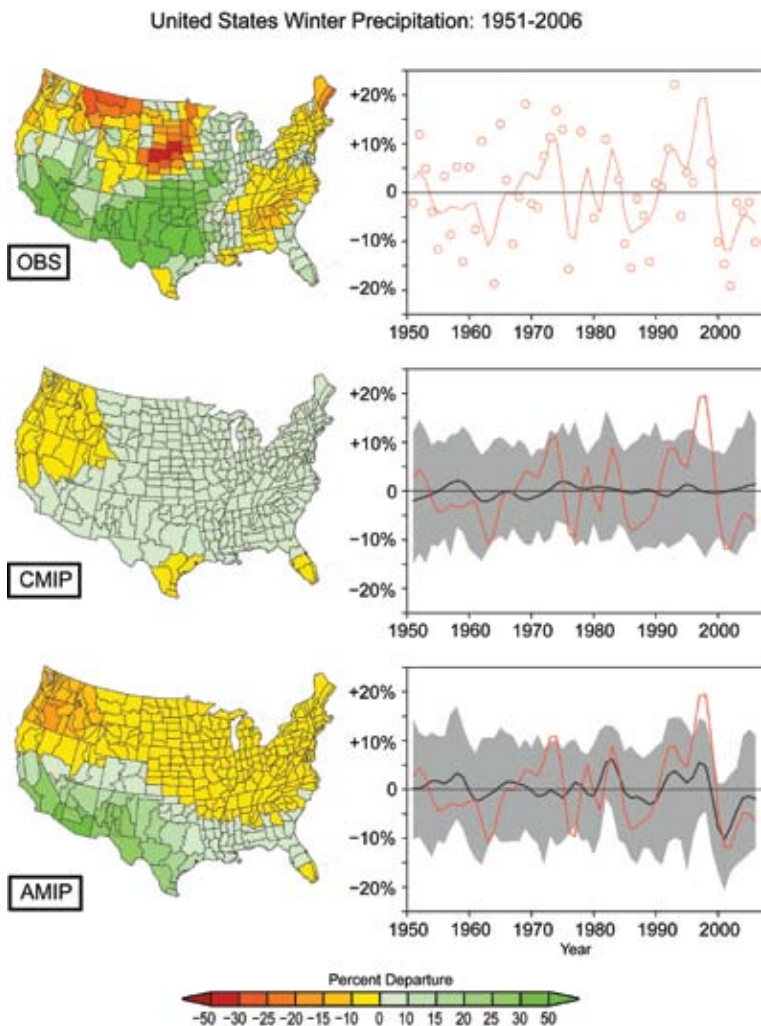 United States Winter Precipitation: 1951-2006
OBS
+20%
+10%
0
−10%
−20%
1950 1960 1970 1980 1990 2000
CMIP
+20%
+10%
0
−10%
−20%
1950 1960 1970 1980 1990 2000
AMIP
+20%
+10%
0
−10%
−20%
1950 1960 1970 1980 1990 2000
Year
Percent Departure
−50 −30 −25 −15 −10 0 10 15 25 30 50